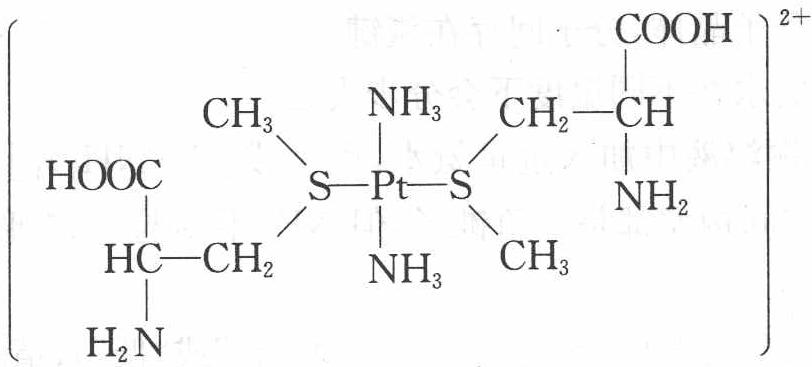 COOH 2+
CH₃ NH₃ CH₂—CH
HOOC S—Pt—S NH₂
HC—CH₂ NH₃ CH₃
H₂N